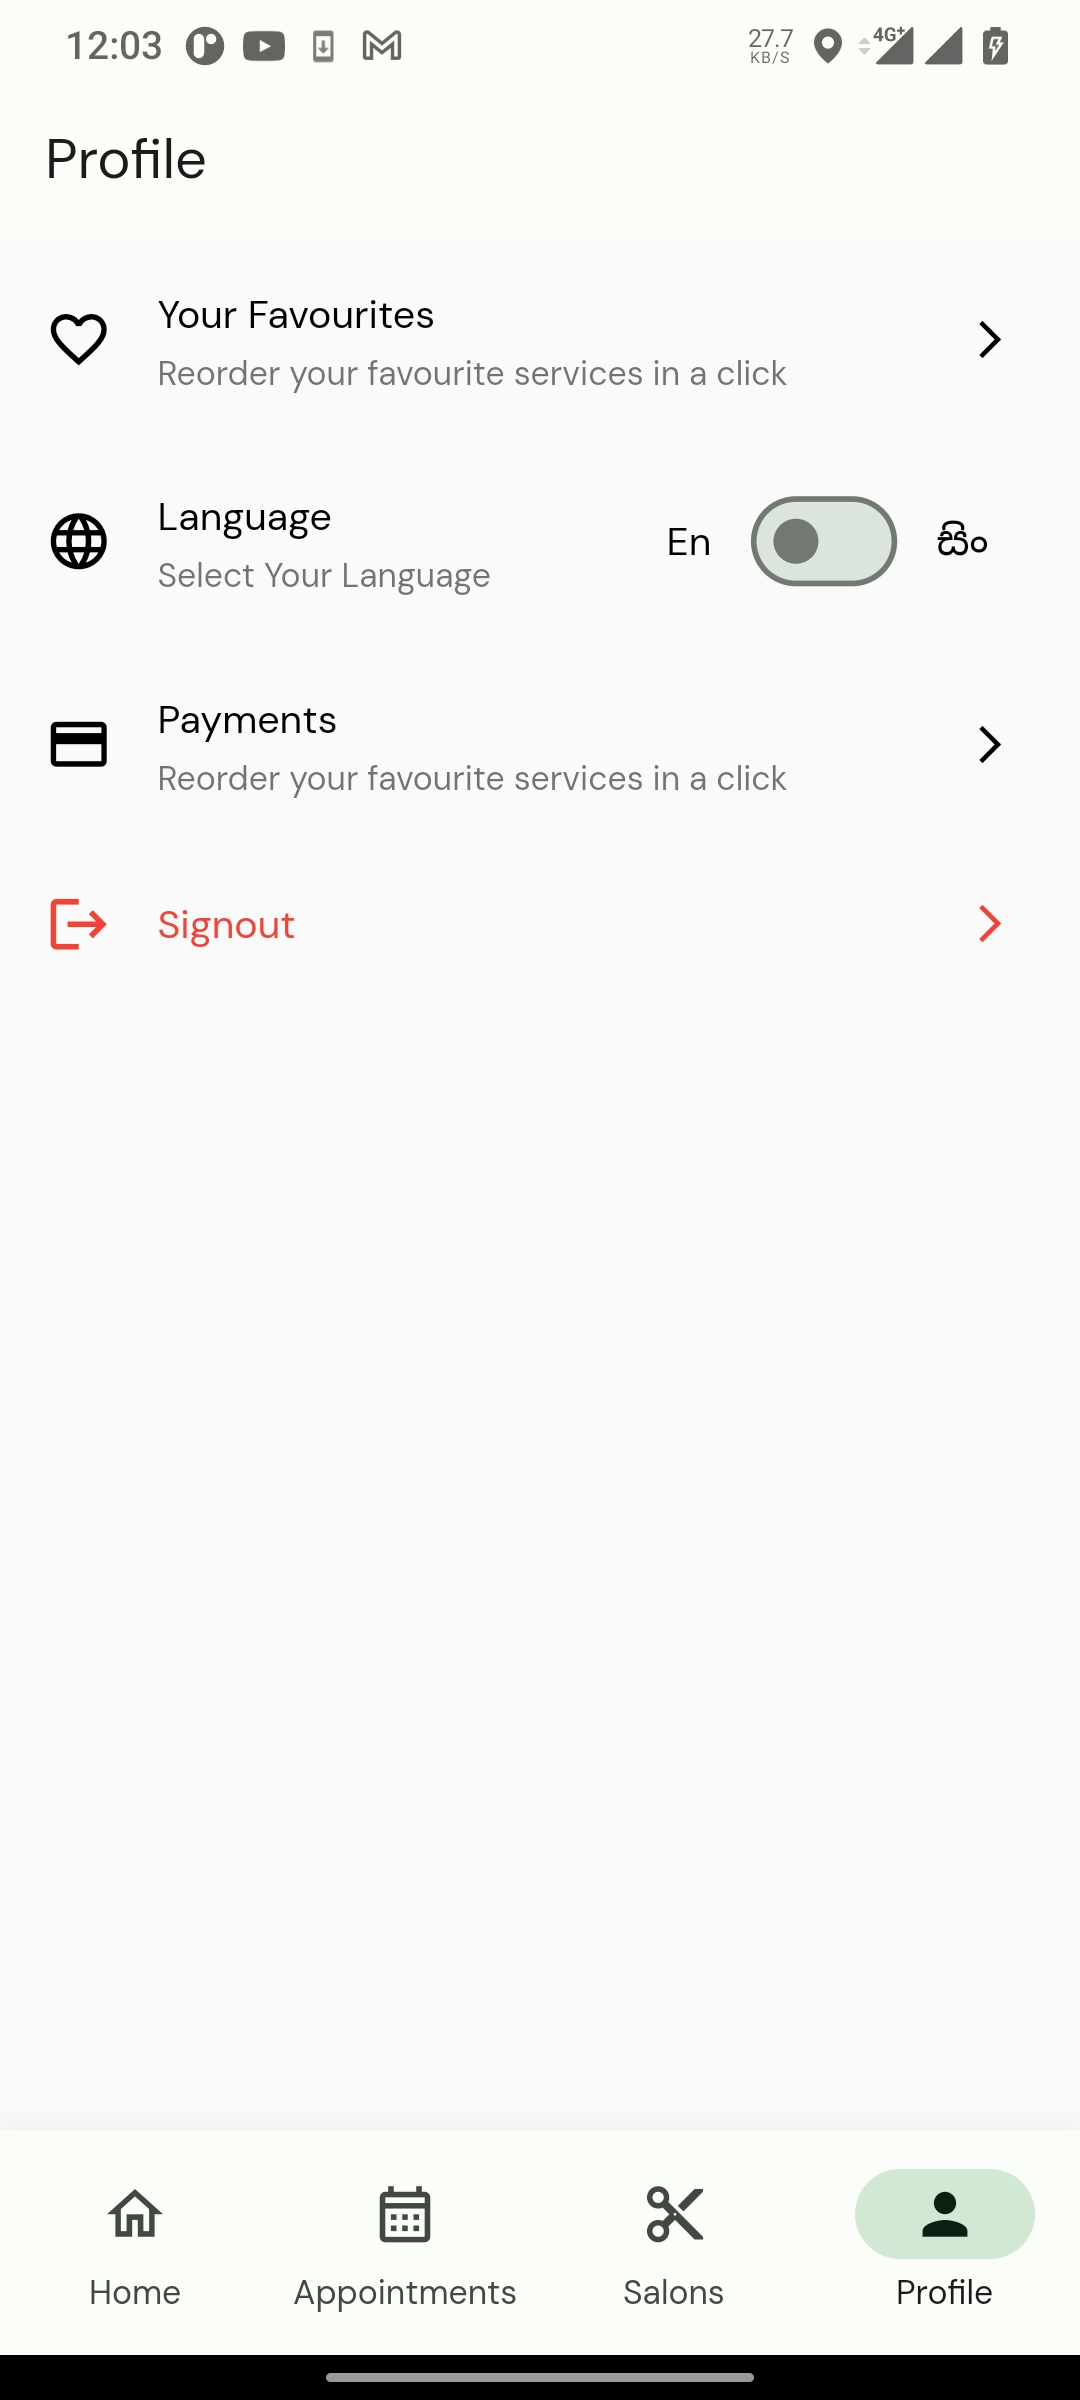 12:03
27.7
KB/S
4G+
Profile
Your Favourites
Reorder your favourite services in a click
Language
Select Your Language
En
සිං
Payments
Reorder your favourite services in a click
Signout
Home
Appointments
Salons
Profile